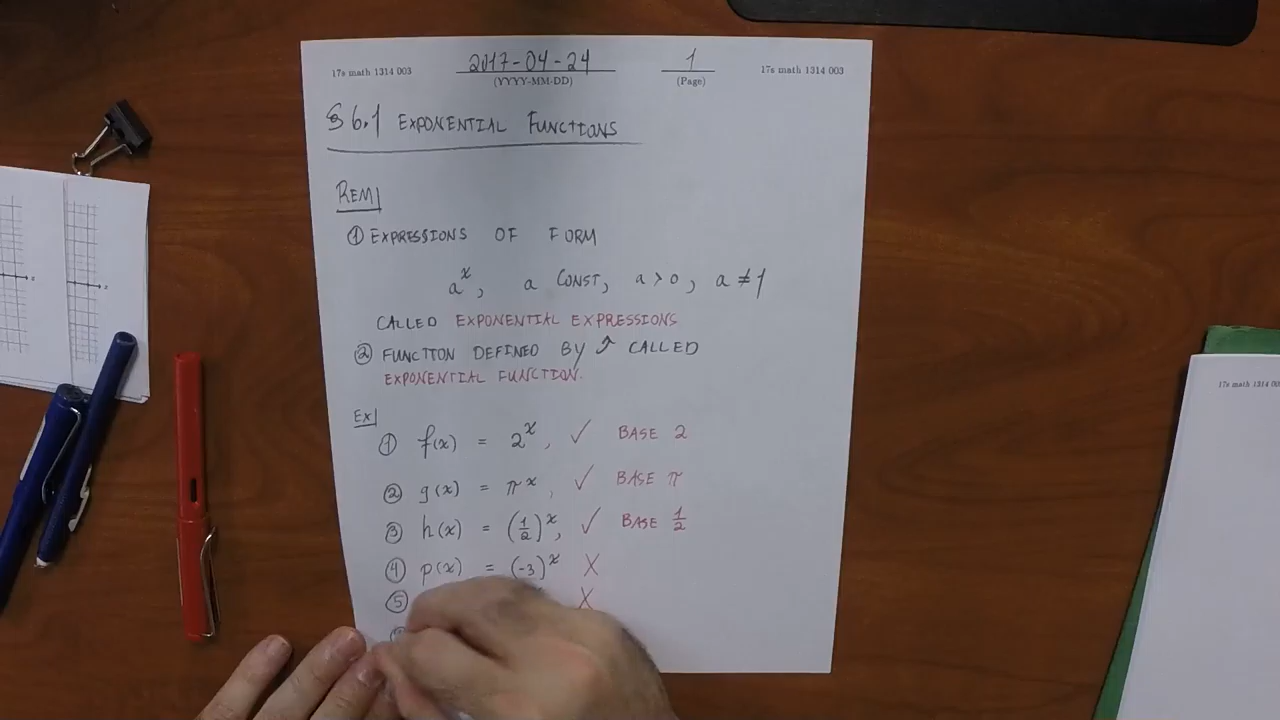 17s math 1314 003 2017-04-24 1 17s math 1314 003
(YYYY-MM-DD) (Page)
§6.1 EXPONENTIAL FUNCTIONS
REM
① EXPRESSIONS OF FORM
a^x, a CONST, a > 0, a ≠ 1
CALLED EXPONENTIAL EXPRESSIONS
② FUNCTION DEFINED BY ⤴ CALLED
EXPONENTIAL FUNCTION.
EX
① f(x) = 2^x, ✓ BASE 2
② g(x) = π^x, ✓ BASE π
③ h(x) = (1/2)^x, ✓ BASE 1/2
④ p(x) = (-3)^x X
⑤ X
x
x
17s math 1314